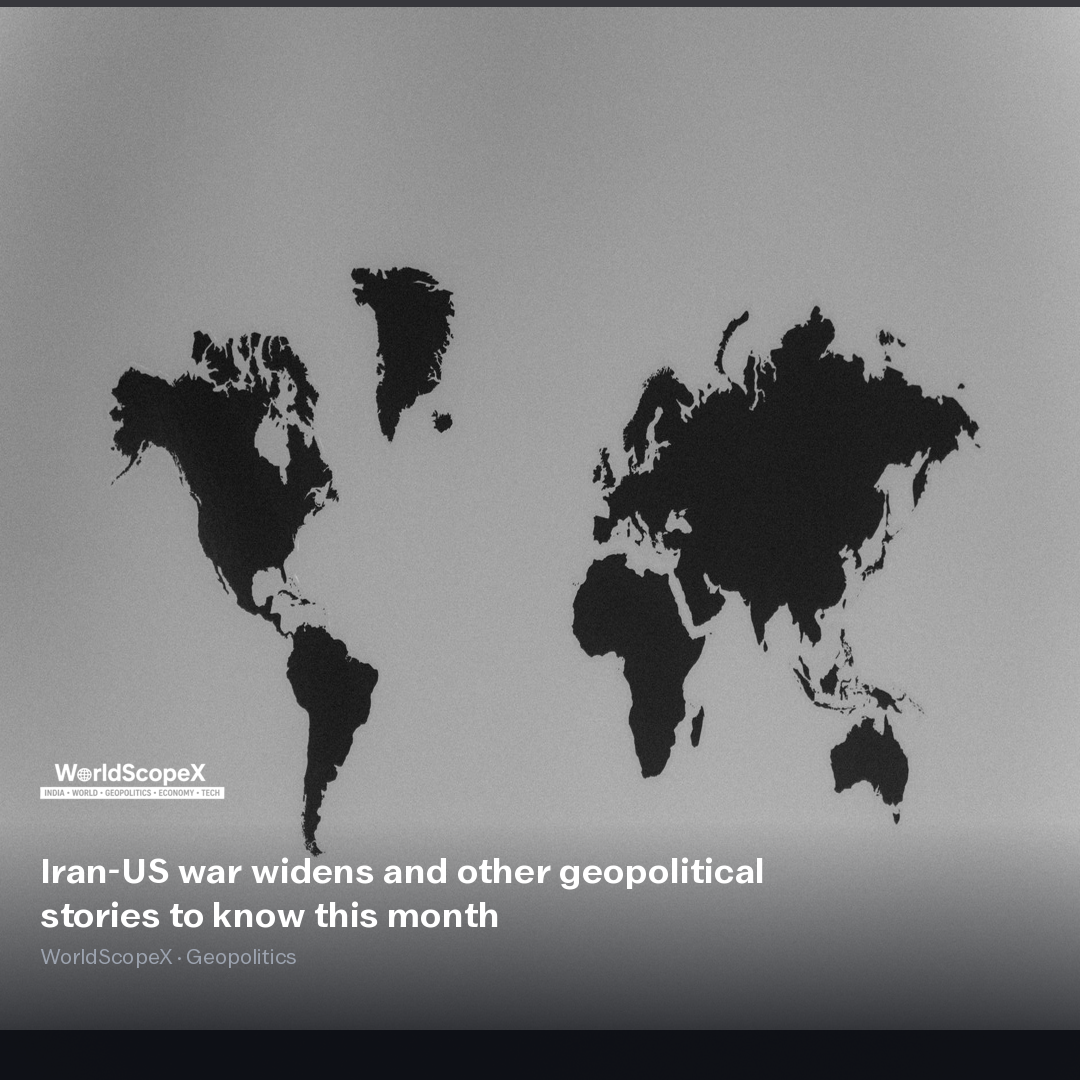 WorldScopeX
INDIA • WORLD • GEOPOLITICS • ECONOMY • TECH
Iran-US war widens and other geopolitical
stories to know this month
WorldScopeX · Geopolitics